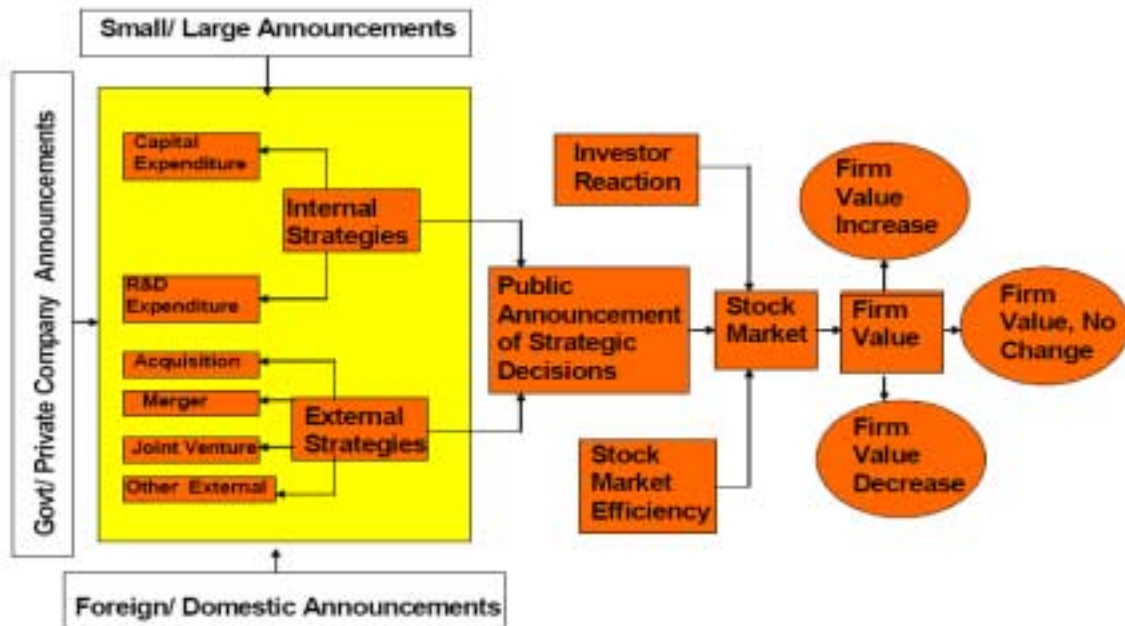 Small/ Large Announcements
Govt/ Private Company Announcements
Capital
Expenditure
Internal
Strategies
R&D
Expenditure
Acquisition
Merger
Joint Venture
Other External
External
Strategies
Foreign/ Domestic Announcements
Public
Announcement
of Strategic
Decisions
Investor
Reaction
Stock
Market
Stock
Market
Efficiency
Firm
Value
Firm
Value
Increase
Firm
Value, No
Change
Firm
Value
Decrease